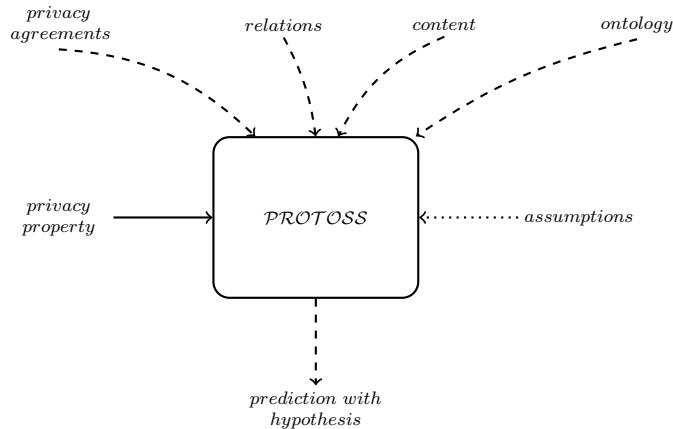 privacy
agreements
relations
content
ontology
privacy
property
PROTOSS
assumptions
prediction with
hypothesis